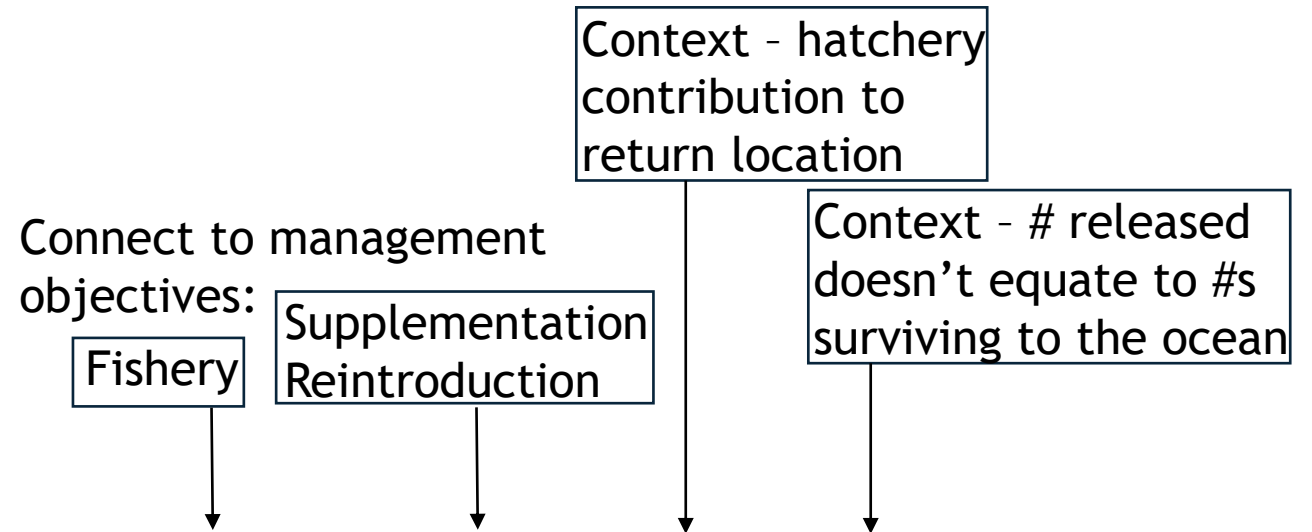 Context – hatchery
contribution to
return location
Context – # released
doesn’t equate to #s
surviving to the ocean
Connect to management
objectives:
Fishery
Supplementation
Reintroduction